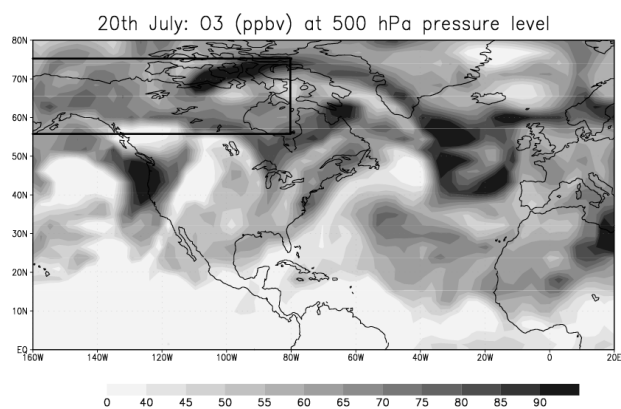 20th July: O3 (ppbv) at 500 hPa pressure level
80N
70N
60N
50N
40N
30N
20N
10N
EQ
160W 140W 120W 100W 80W 60W 40W 20W 0 20E
0 40 45 50 55 60 65 70 75 80 85 90